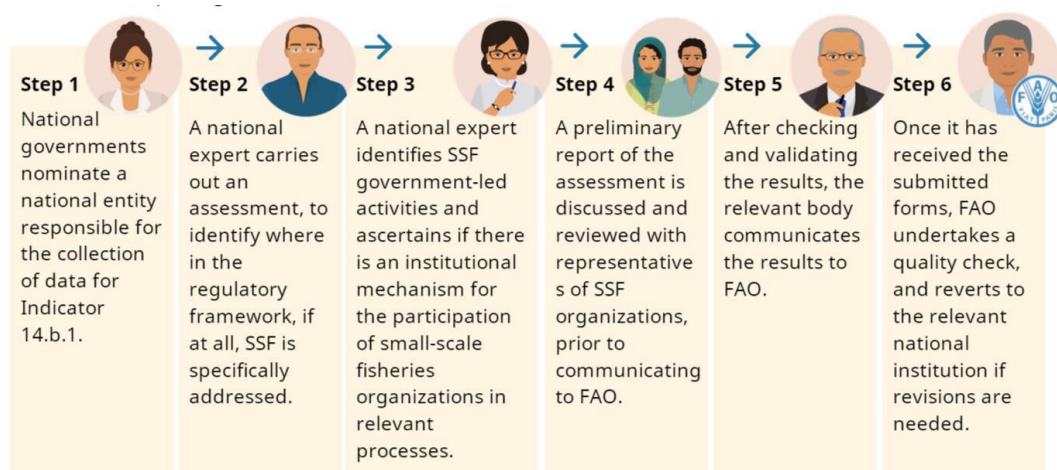 Step 1
National
governments
nominate a
national entity
responsible for
the collection
of data for
Indicator
14.b.1.
Step 2
A national
expert carries
out an
assessment, to
identify where
in the
regulatory
framework, if
at all, SSF is
specifically
addressed.
Step 3
A national expert
identifies SSF
government-led
activities and
ascertains if there
is an institutional
mechanism for
the participation
of small-scale
fisheries
organizations in
relevant
processes.
Step 4
A preliminary
report of the
assessment is
discussed and
reviewed with
representative
s of SSF
organizations,
prior to
communicating
to FAO.
Step 5
After checking
and validating
the results, the
relevant body
communicates
the results to
FAO.
Step 6
F A O
FIAT PANIS
Once it has
received the
submitted
forms, FAO
undertakes a
quality check,
and reverts to
the relevant
national
institution if
revisions are
needed.